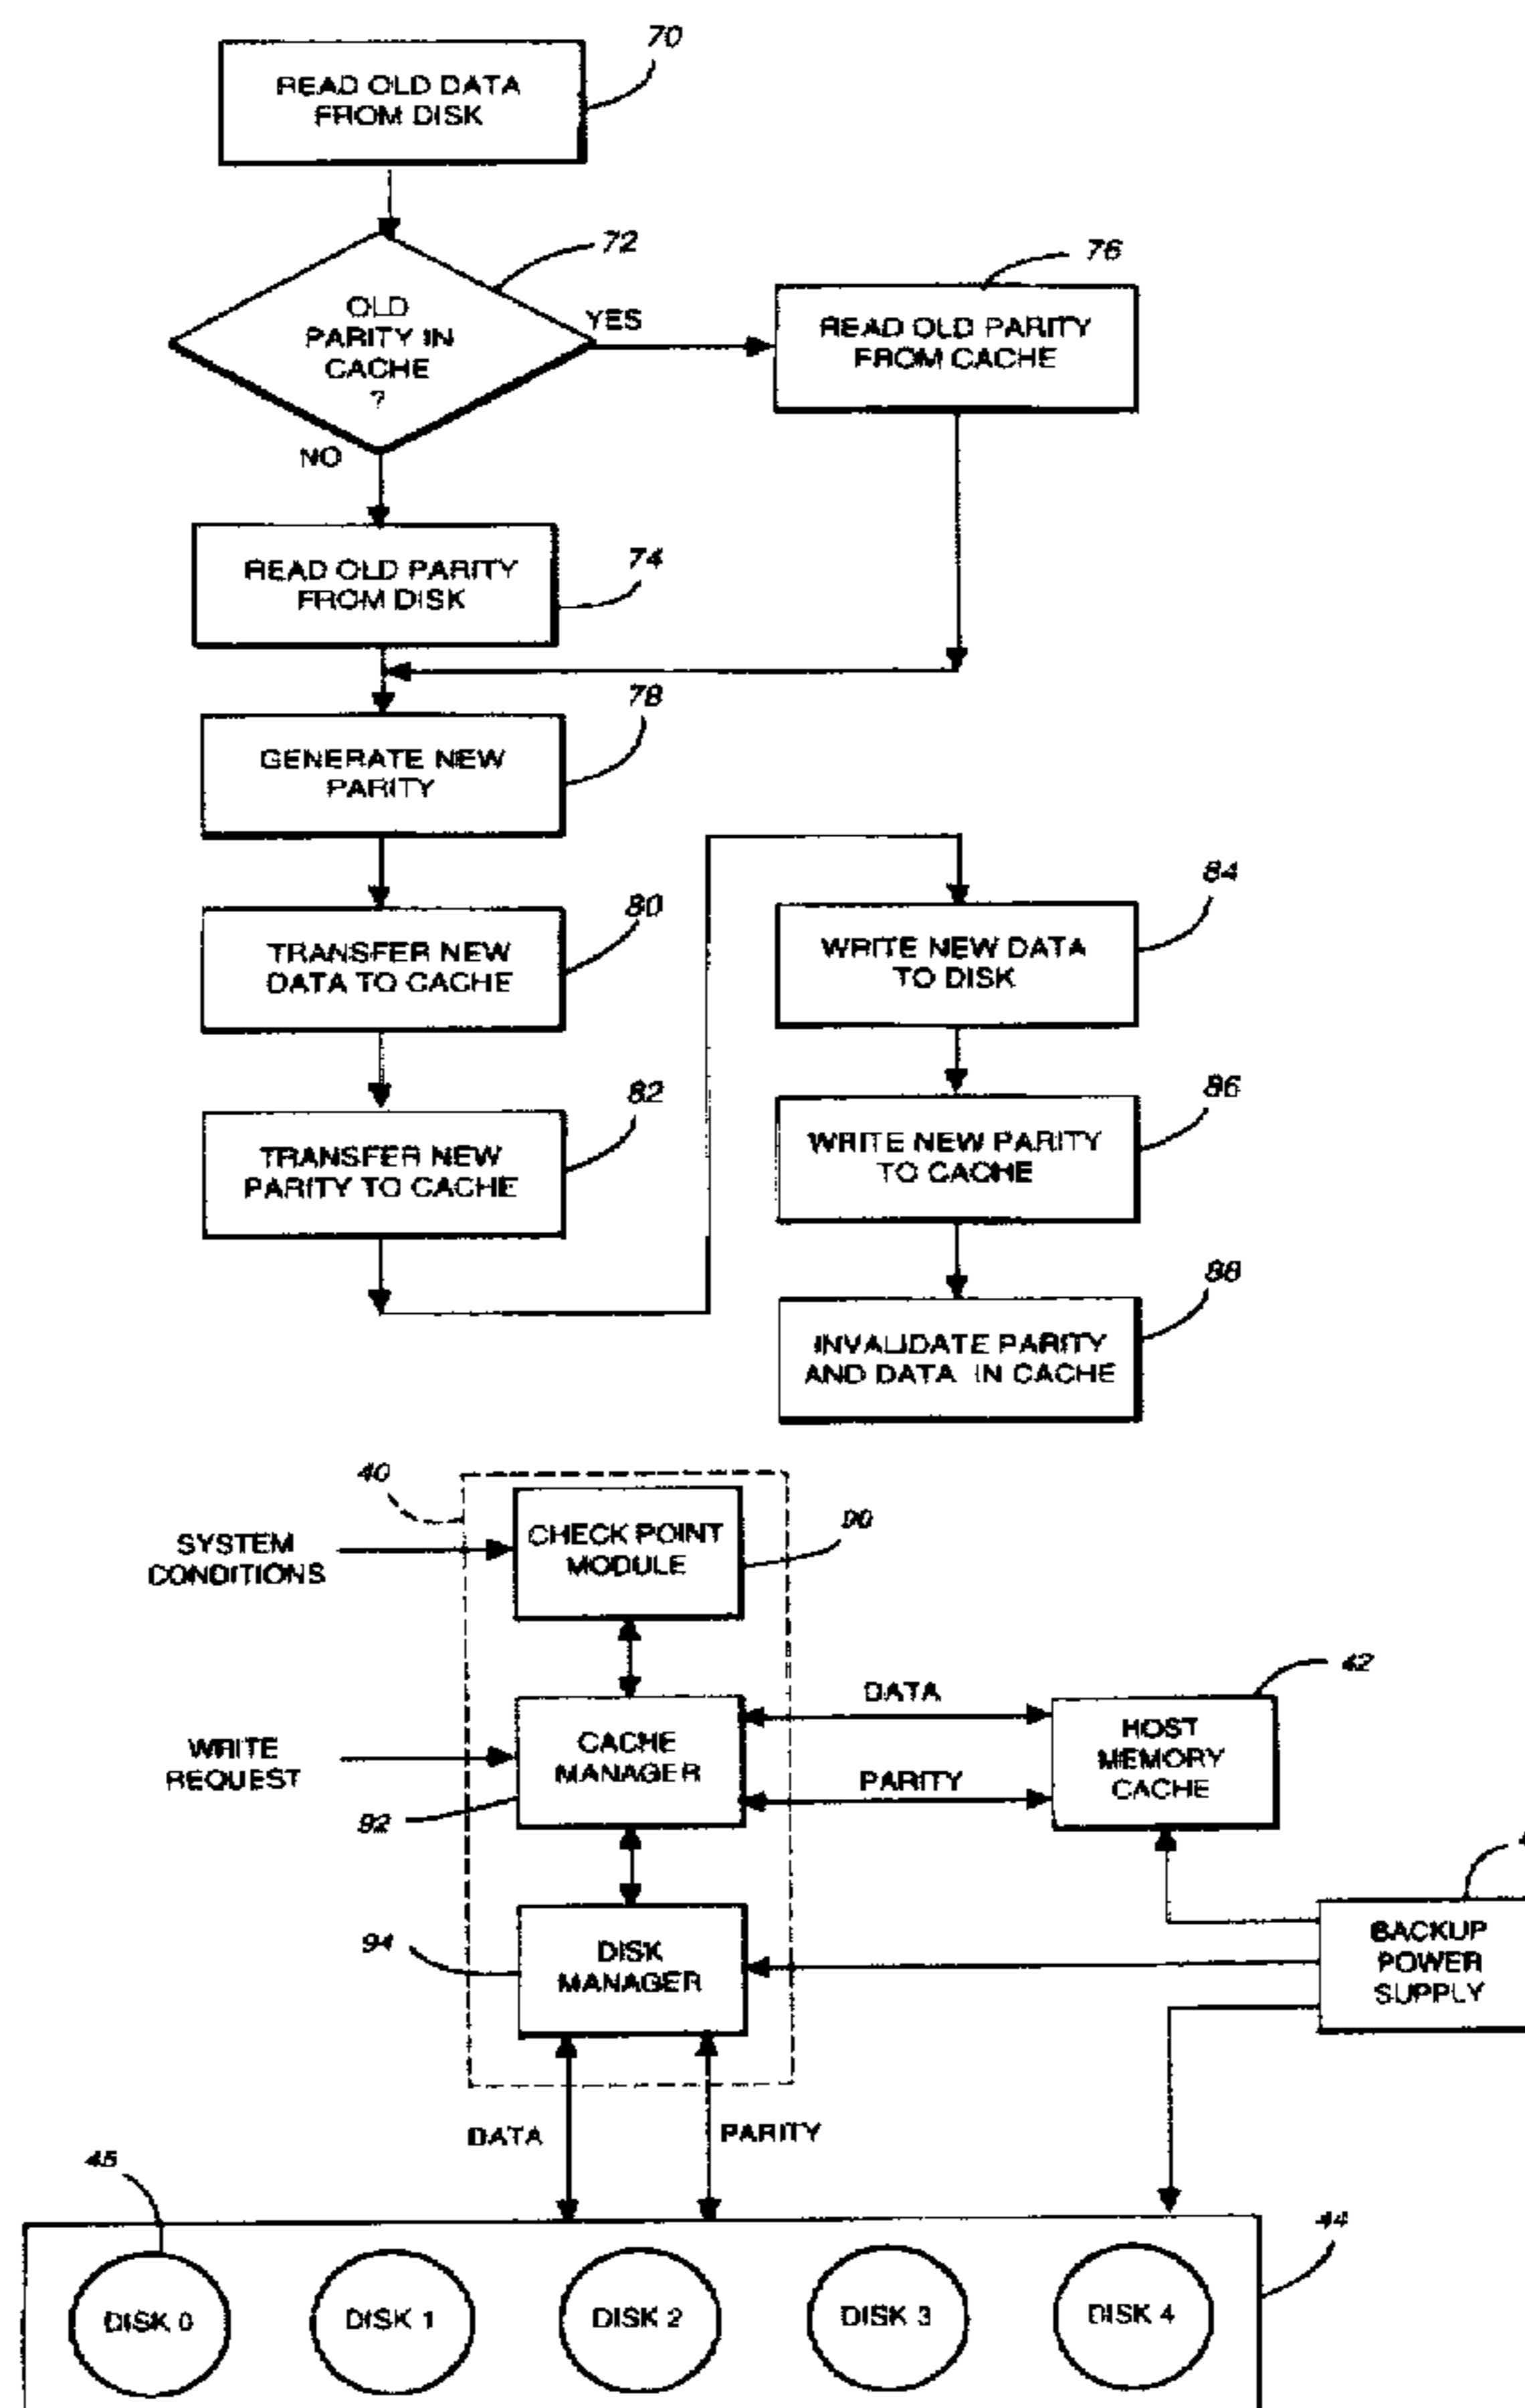 70
READ OLD DATA
FROM DISK
72
OLD
PARITY IN
CACHE
?
YES
NO
76
READ OLD PARITY
FROM CACHE
READ OLD PARITY
FROM DISK
74
GENERATE NEW
PARITY
78
TRANSFER NEW
DATA TO CACHE
80
TRANSFER NEW
PARITY TO CACHE
82
WRITE NEW DATA
TO DISK
84
WRITE NEW PARITY
TO CACHE
86
INVALIDATE PARITY
AND DATA IN CACHE
88
40
SYSTEM
CONDITIONS
CHECK POINT
MODULE
90
WRITE
REQUEST
CACHE
MANAGER
92
DATA
PARITY
HOST
MEMORY
CACHE
42
94
DISK
MANAGER
BACKUP
POWER
SUPPLY
DATA
PARITY
45
44
DISK 0
DISK 1
DISK 2
DISK 3
DISK 4